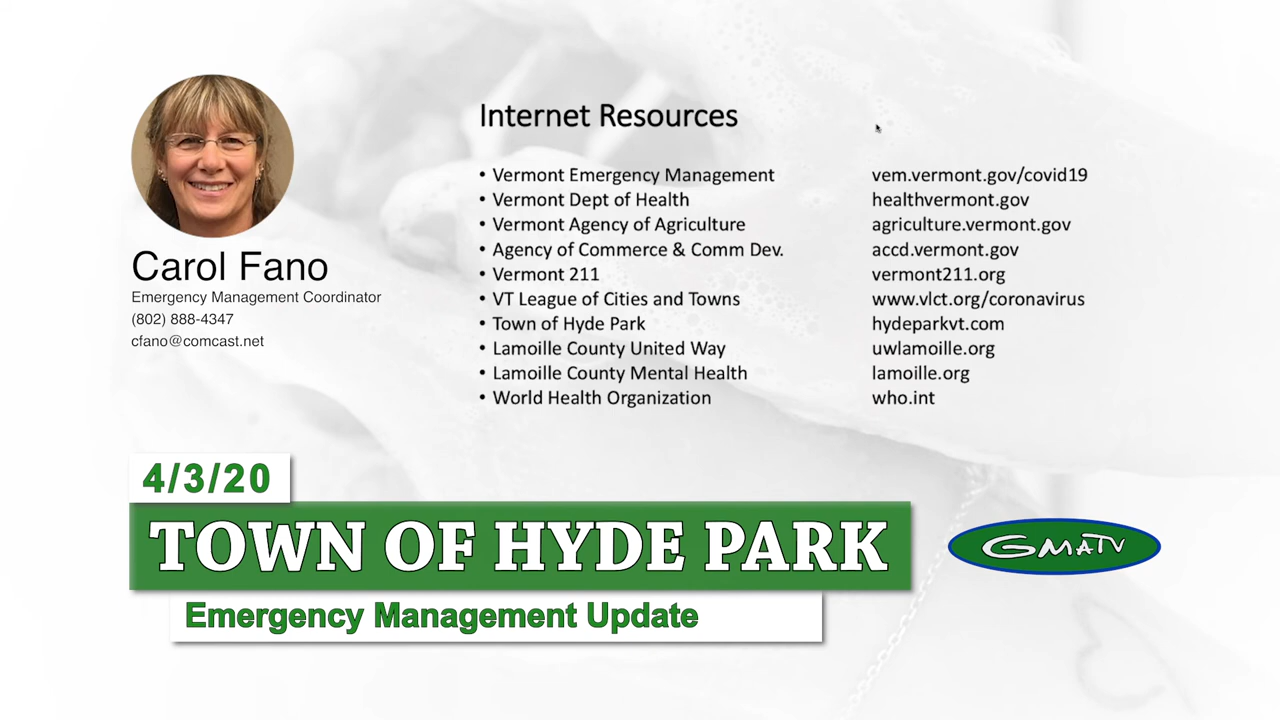 Carol Fano
Emergency Management Coordinator
(802) 888-4347
cfano@comcast.net
Internet Resources
• Vermont Emergency Management vem.vermont.gov/covid19
• Vermont Dept of Health healthvermont.gov
• Vermont Agency of Agriculture agriculture.vermont.gov
• Agency of Commerce & Comm Dev. accd.vermont.gov
• Vermont 211 vermont211.org
• VT League of Cities and Towns www.vlct.org/coronavirus
• Town of Hyde Park hydeparkvt.com
• Lamoille County United Way uwlamoille.org
• Lamoille County Mental Health lamoille.org
• World Health Organization who.int
4/3/20
TOWN OF HYDE PARK
Emergency Management Update
GMATV